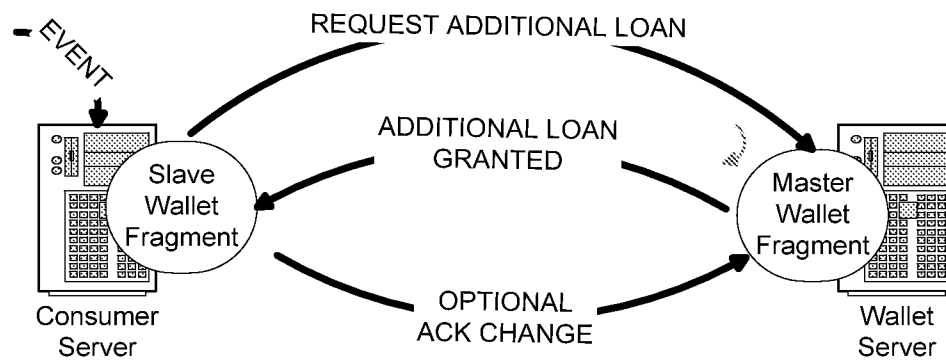 REQUEST ADDITIONAL LOAN
EVENT
ADDITIONAL LOAN
GRANTED
Slave
Wallet
Fragment
Master
Wallet
Fragment
OPTIONAL
ACK CHANGE
Consumer
Server
Wallet
Server